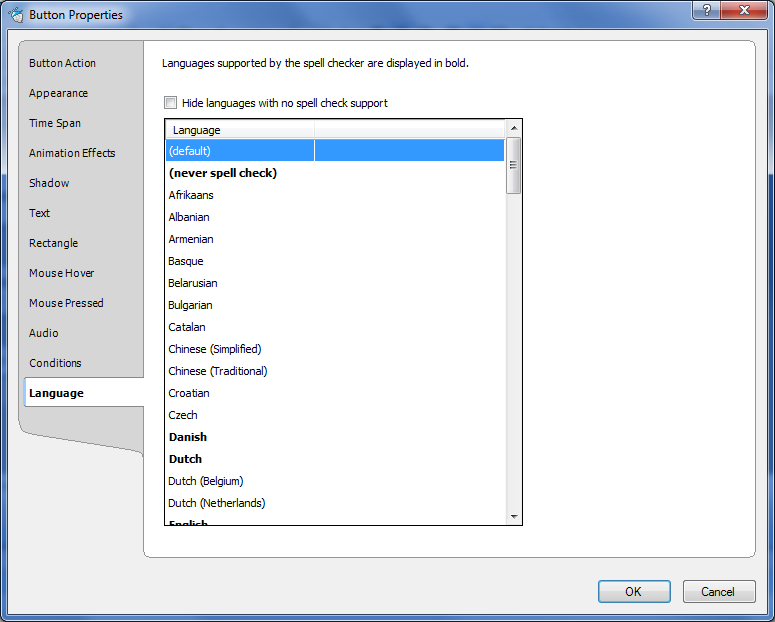 Button Properties
Button Action
Appearance
Time Span
Animation Effects
Shadow
Text
Rectangle
Mouse Hover
Mouse Pressed
Audio
Conditions
Language
Languages supported by the spell checker are displayed in bold.
Hide languages with no spell check support
Language
(default)
(never spell check)
Afrikaans
Albanian
Armenian
Basque
Belarusian
Bulgarian
Catalan
Chinese (Simplified)
Chinese (Traditional)
Croatian
Czech
Danish
Dutch
Dutch (Belgium)
Dutch (Netherlands)
English
OK
Cancel